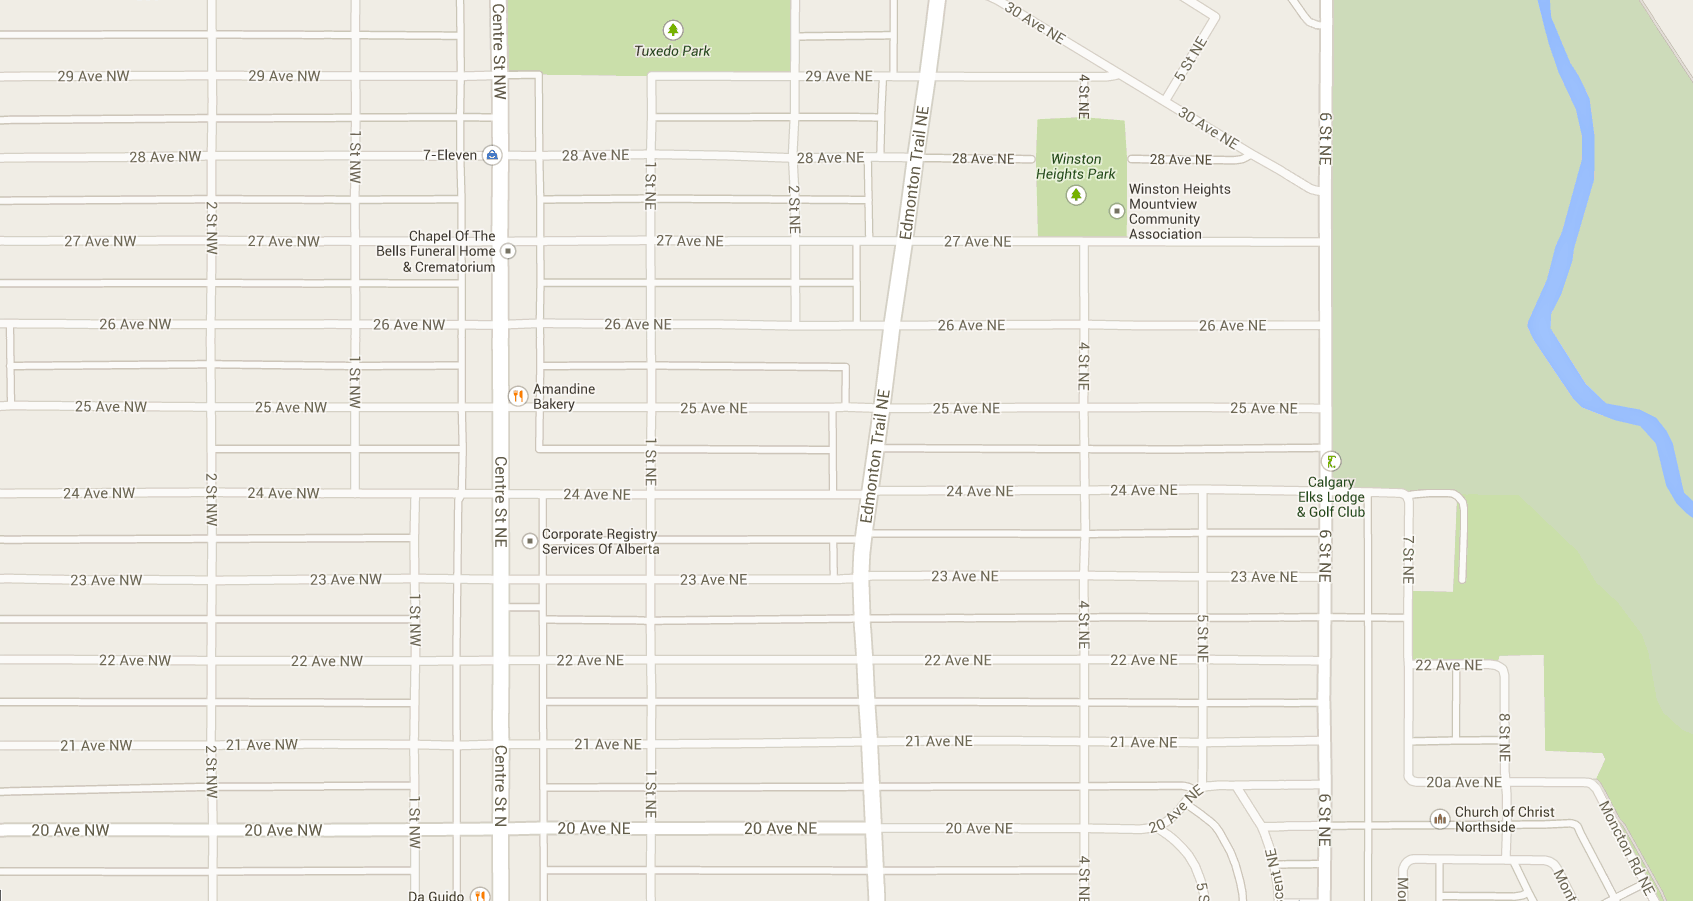 Centre St NW
30 Ave NE
Tuxedo Park
5 St NE
29 Ave NW
29 Ave NW
29 Ave NE
4 St NE
Edmonton Trail NE
30 Ave NE
6 St NE
1 St NW
28 Ave NW
7-Eleven
28 Ave NE
28 Ave NE
28 Ave NE
28 Ave NE
Winston
Heights Park
1 St NE
2 St NE
Winston Heights
Mountview
Community
Association
2 St NW
27 Ave NW
27 Ave NW
Chapel Of The
Bells Funeral Home
& Crematorium
27 Ave NE
27 Ave NE
26 Ave NW
26 Ave NW
26 Ave NE
26 Ave NE
26 Ave NE
1 St NW
4 St NE
Amandine
Bakery
25 Ave NW
25 Ave NW
25 Ave NE
25 Ave NE
25 Ave NE
Edmonton Trail NE
1 St NE
Centre St NE
2 St NW
24 Ave NW
24 Ave NW
24 Ave NE
24 Ave NE
24 Ave NE
Calgary
Elks Lodge
& Golf Club
Corporate Registry
Services Of Alberta
6 St NE
7 St NE
23 Ave NW
23 Ave NW
23 Ave NE
23 Ave NE
23 Ave NE
1 St NW
4 St NE
5 St NE
22 Ave NW
22 Ave NW
22 Ave NE
22 Ave NE
22 Ave NE
22 Ave NE
8 St NE
21 Ave NW
21 Ave NW
21 Ave NE
21 Ave NE
21 Ave NE
2 St NW
Centre St N
1 St NE
20a Ave NE
1 St NW
20 Ave NE
6 St NE
Church of Christ
Northside
Moncton Rd NE
20 Ave NW
20 Ave NW
20 Ave NE
20 Ave NE
20 Ave NE
4 St NE
5 S
cent NE
Mo
Mont
Da Guido